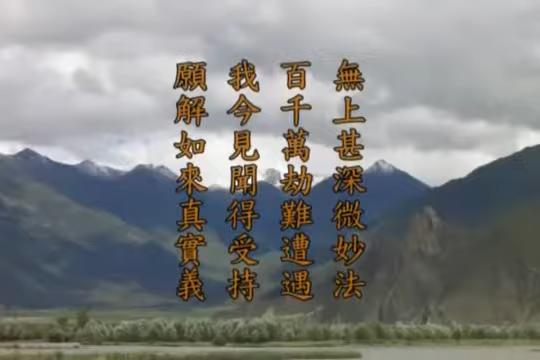 無上甚深微妙法
百千萬劫難遭遇
我今見聞得受持
願解如來真實義